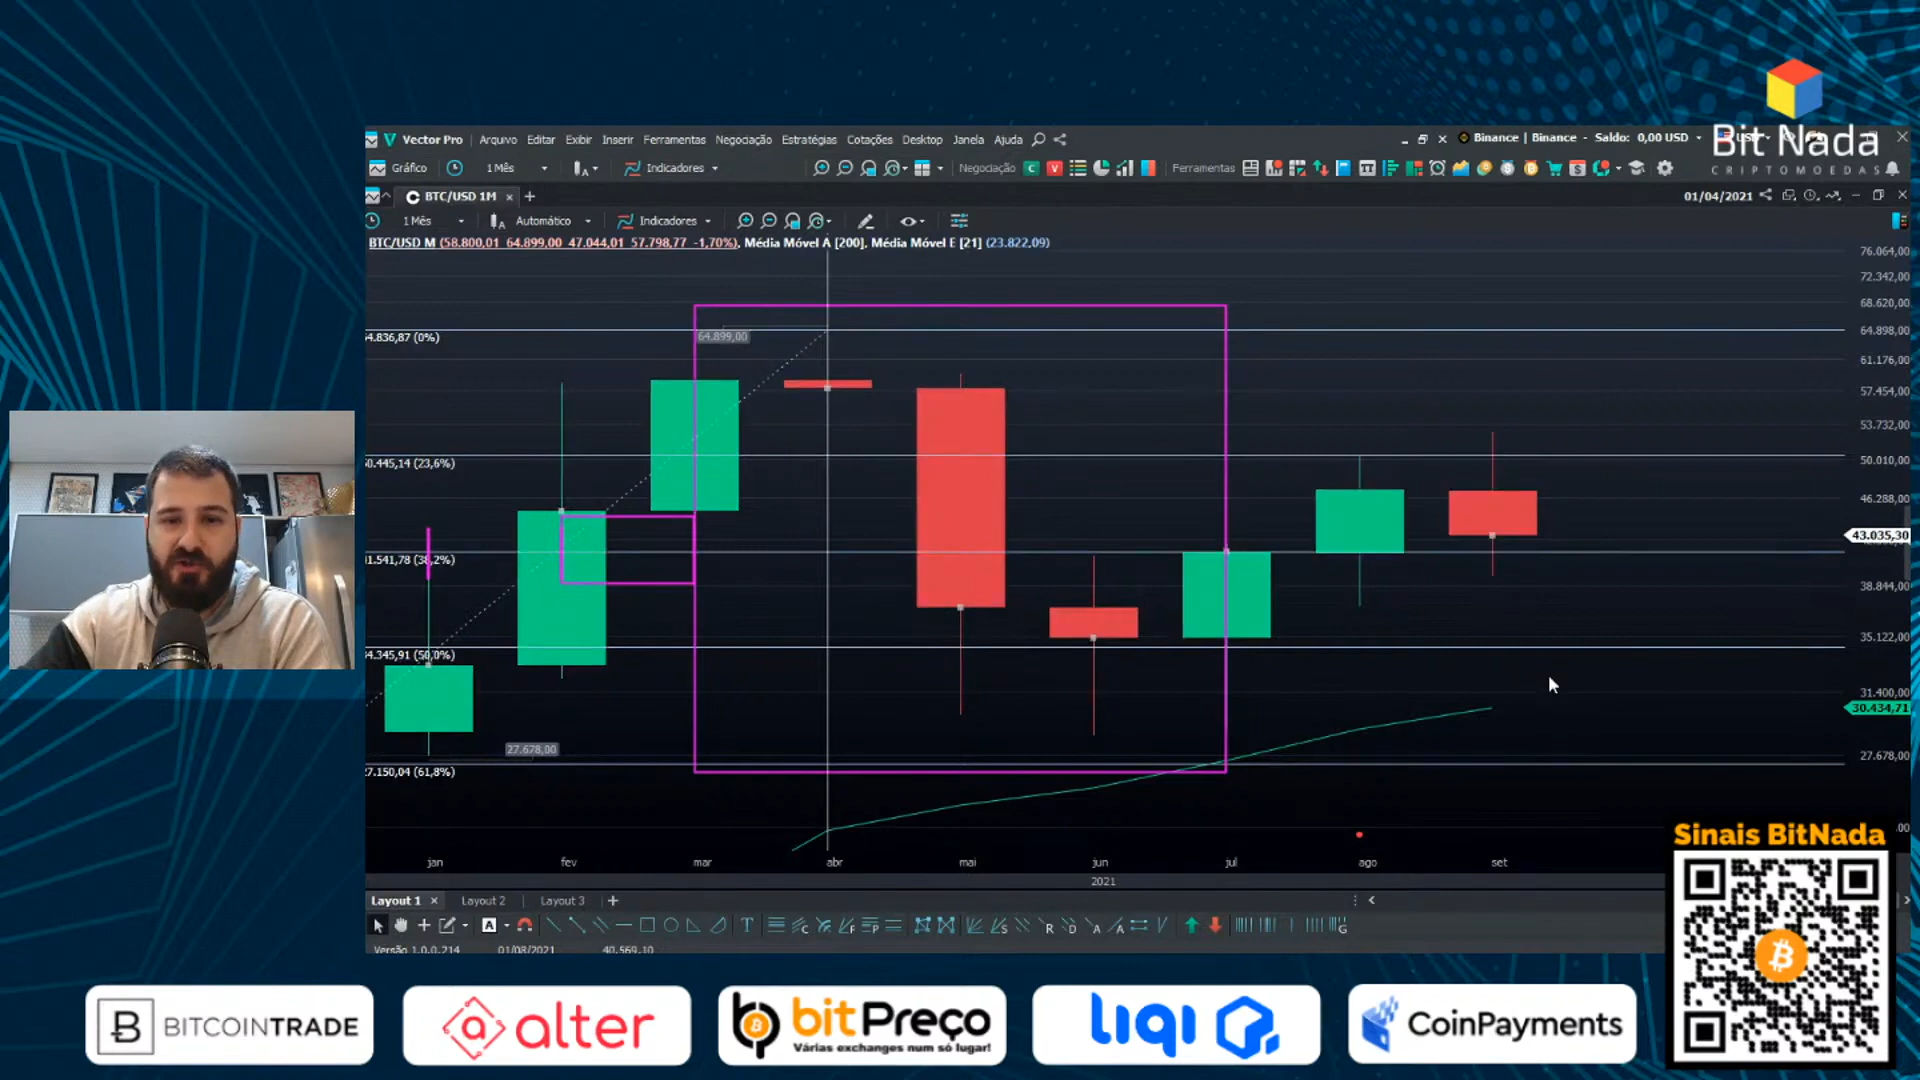 Bit Nada
CRIPTOMOEDAS
Vector Pro Arquivo Editar Exibir Inserir Ferramentas Negociação Estratégias Cotações Desktop Janela Ajuda
Binance | Binance - Saldo: 0,00 USD
Gráfico 1 Mês Indicadores Negociação C V Ferramentas
BTC/USD 1M
01/04/2021
1 Mês Automático Indicadores
BTC/USD M (58.800,01 64.899,00 47.044,01 57.798,77 -1,70%), Média Móvel A [200], Média Móvel E [21] (23.822,09)
76.064,00
72.342,00
68.620,00
64.898,00
61.176,00
57.454,00
53.732,00
50.010,00
46.288,00
43.035,30
38.844,00
35.122,00
31.400,00
30.434,71
27.678,00
4.836,87 (0%)
64.899,00
0.445,14 (23,6%)
1.541,78 (38,2%)
4.345,91 (50,0%)
27.678,00
7.150,04 (61,8%)
jan fev mar abr mai jun jul ago set
2021
Layout 1 Layout 2 Layout 3
Versão 1.0.0.214 01/08/2021 40.569,10
Sinais BitNada
BITCOINTRADE
alter
bitPreço
Várias exchanges num só lugar!
LIQI
CoinPayments